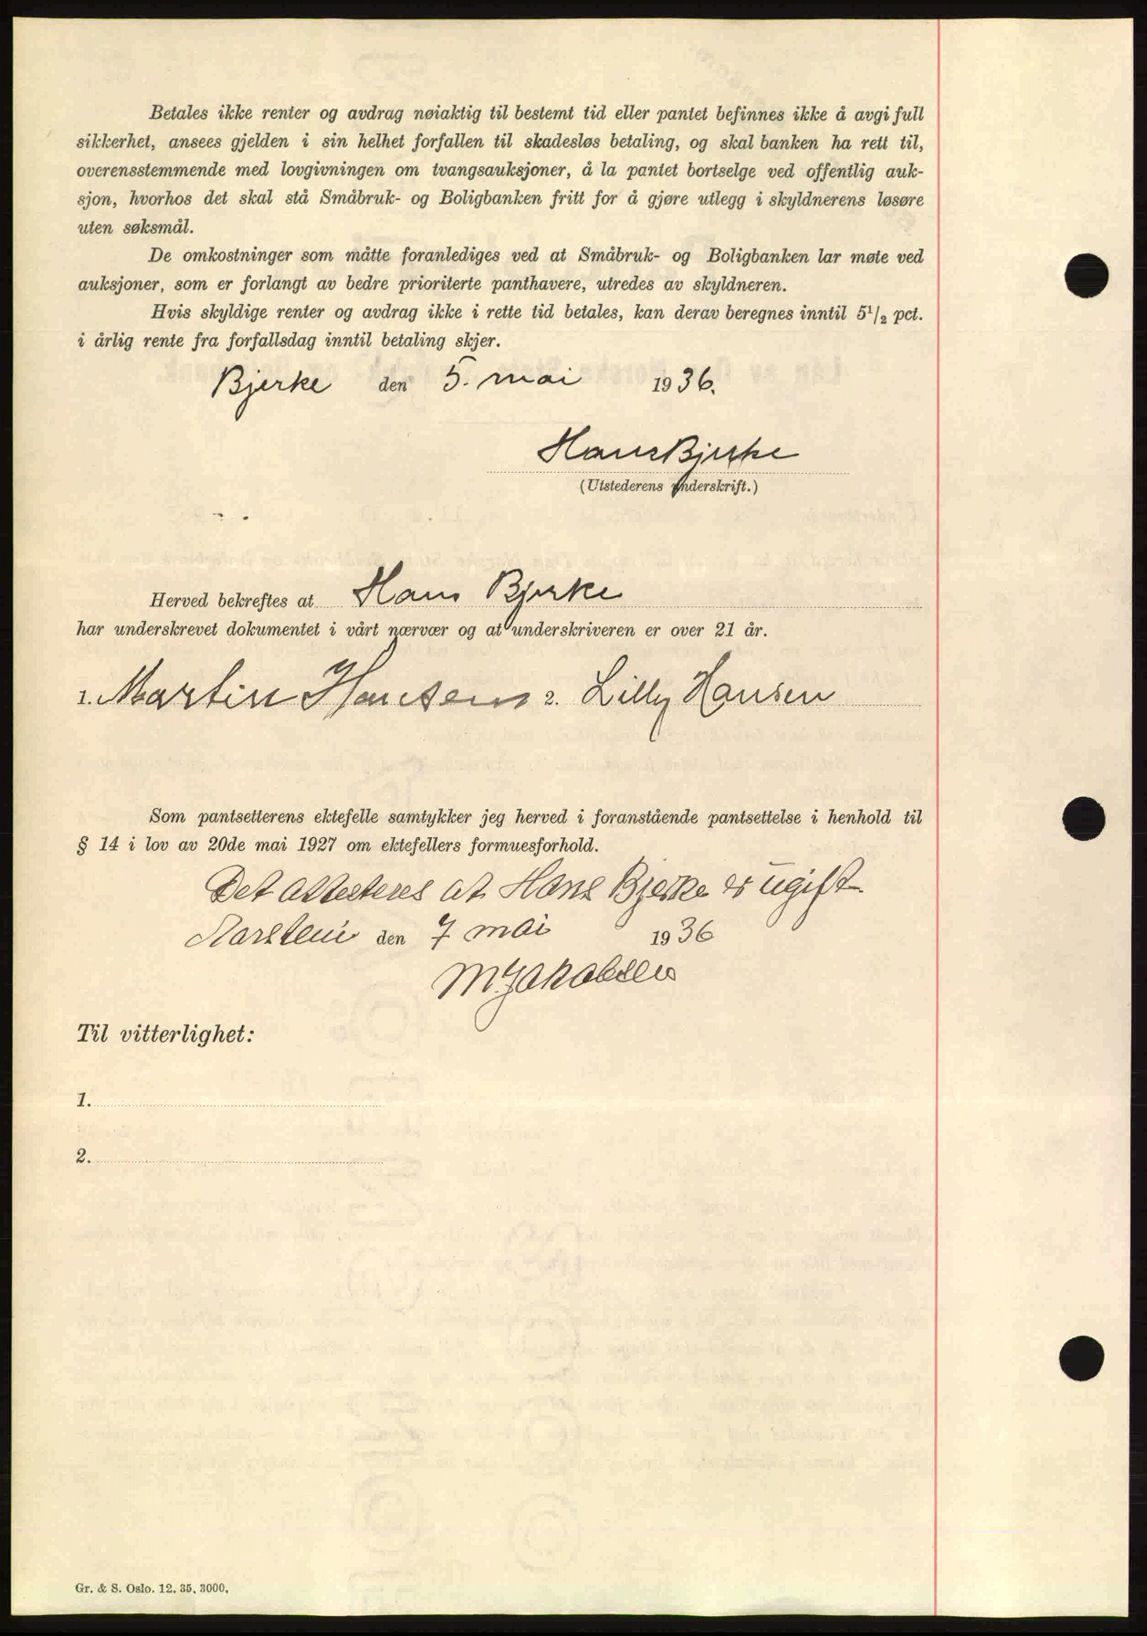 Betales ikke renter og avdrag nøiaktig til bestemt tid eller pantet befinnes ikke å avgi full
sikkerhet, ansees gjelden i sin helhet forfallen til skadesløs betaling, og skal banken ha rett til,
overensstemmende med lovgivningen om tvangsauksjoner, å la pantet bortselge ved offentlig auk-
sjon, hvorhos det skal stå Småbruk- og Boligbanken fritt for å gjøre utlegg i skyldnerens løsøre
uten søksmål.
De omkostninger som måtte foranlediges ved at Småbruk- og Boligbanken lar møte ved
auksjoner, som er forlangt av bedre prioriterte panthavere, utredes av skyldneren.
Hvis skyldige renter og avdrag ikke i rette tid betales, kan derav beregnes inntil 5 1/2 pct.
i årlig rente fra forfallsdag inntil betaling skjer.
Bjerke den 5. mai 1936.
Hans Bjerke
(Utstederens underskrift.)
Herved bekreftes at Hans Bjerke
har underskrevet dokumentet i vårt nærvær og at underskriveren er over 21 år.
1. Martin Hansen 2. Lilly Hansen
Som pantsetterens ektefelle samtykker jeg herved i foranstående pantsettelse i henhold til
§ 14 i lov av 20de mai 1927 om ektefellers formuesforhold.
Det attesteres at Hans Bjerke er ugift.
den 7 mai 1936
M. Jakobsen
Til vitterlighet:
1.
2.
Gr. & S. Oslo. 12. 35. 3000.